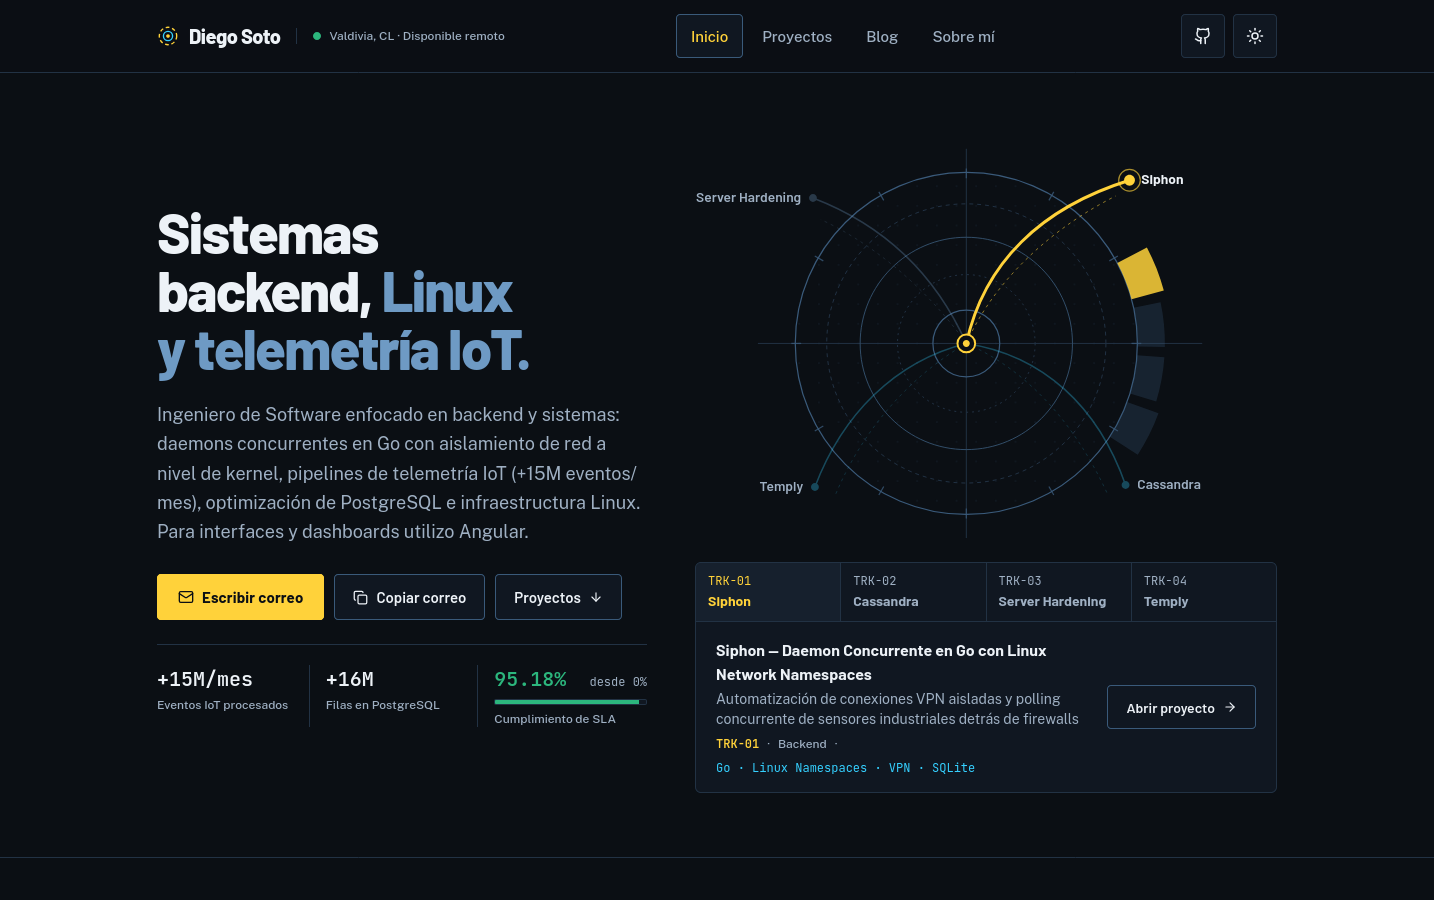 Diego Soto
Valdivia, CL · Disponible remoto
Inicio
Proyectos
Blog
Sobre mí
Sistemas
backend, Linux
y telemetría IoT.
Ingeniero de Software enfocado en backend y sistemas:
daemons concurrentes en Go con aislamiento de red a
nivel de kernel, pipelines de telemetría IoT (+15M eventos/
mes), optimización de PostgreSQL e infraestructura Linux.
Para interfaces y dashboards utilizo Angular.
Escribir correo
Copiar correo
Proyectos
+15M/mes
Eventos IoT procesados
+16M
Filas en PostgreSQL
95.18%
desde 0%
Cumplimiento de SLA
Server Hardening
Siphon
Temply
Cassandra
TRK-01
Siphon
TRK-02
Cassandra
TRK-03
Server Hardening
TRK-04
Temply
Siphon — Daemon Concurrente en Go con Linux
Network Namespaces
Automatización de conexiones VPN aisladas y polling
concurrente de sensores industriales detrás de firewalls
TRK-01 · Backend ·
Go · Linux Namespaces · VPN · SQLite
Abrir proyecto